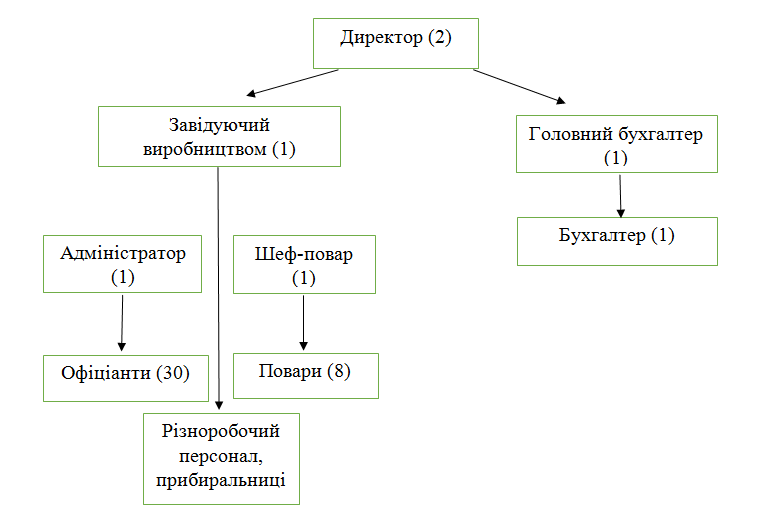 Директор (2)
Завідуючий
виробництвом (1)
Головний бухгалтер
(1)
Бухгалтер (1)
Адміністратор
(1)
Шеф-повар
(1)
Офіціанти (30)
Повари (8)
Різноробочий
персонал,
прибиральниці